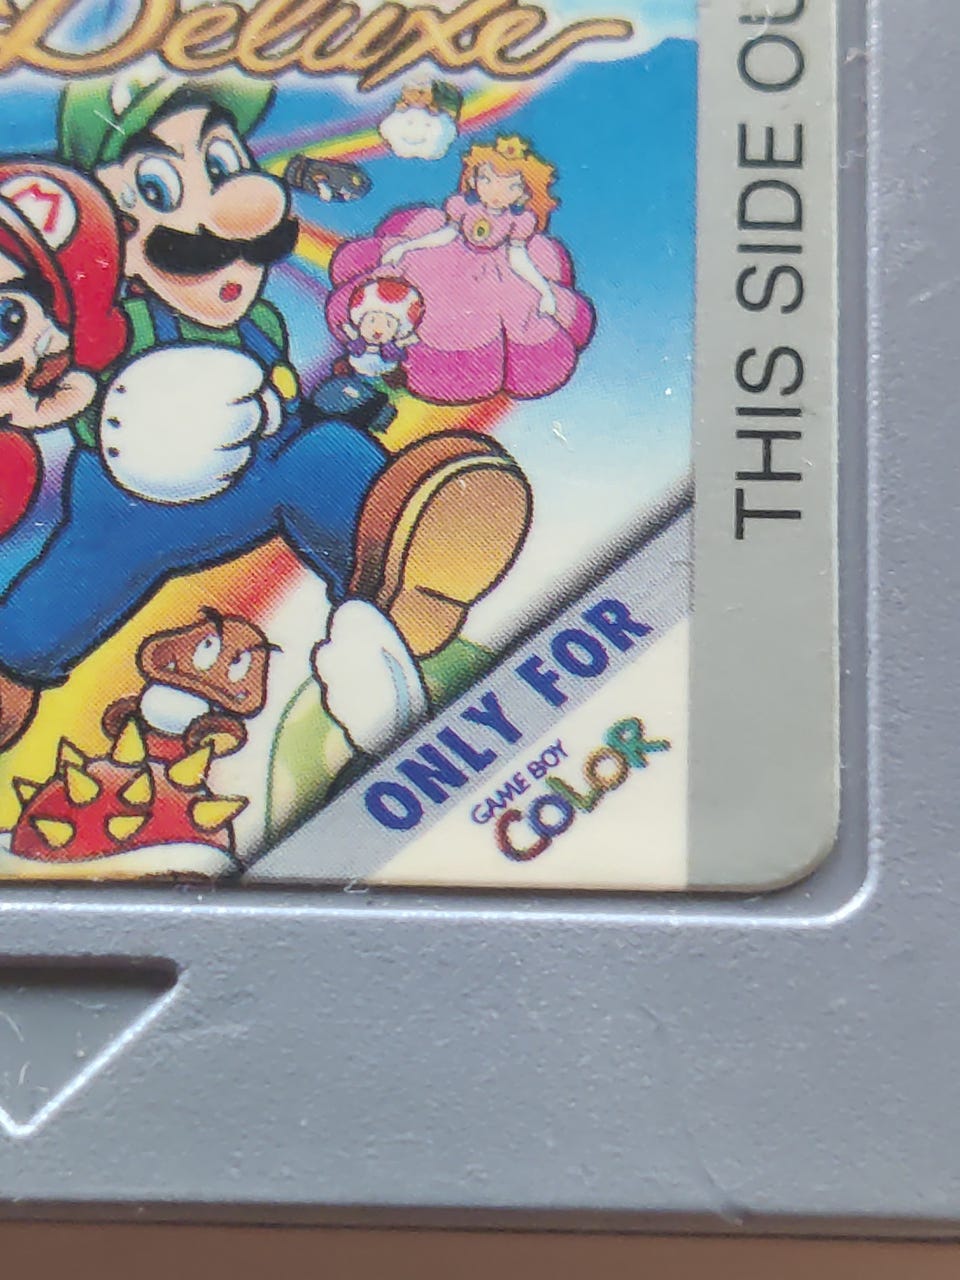 Deluxe
M
THIS SIDE OU
ONLY FOR
GAME BOY
COLOR